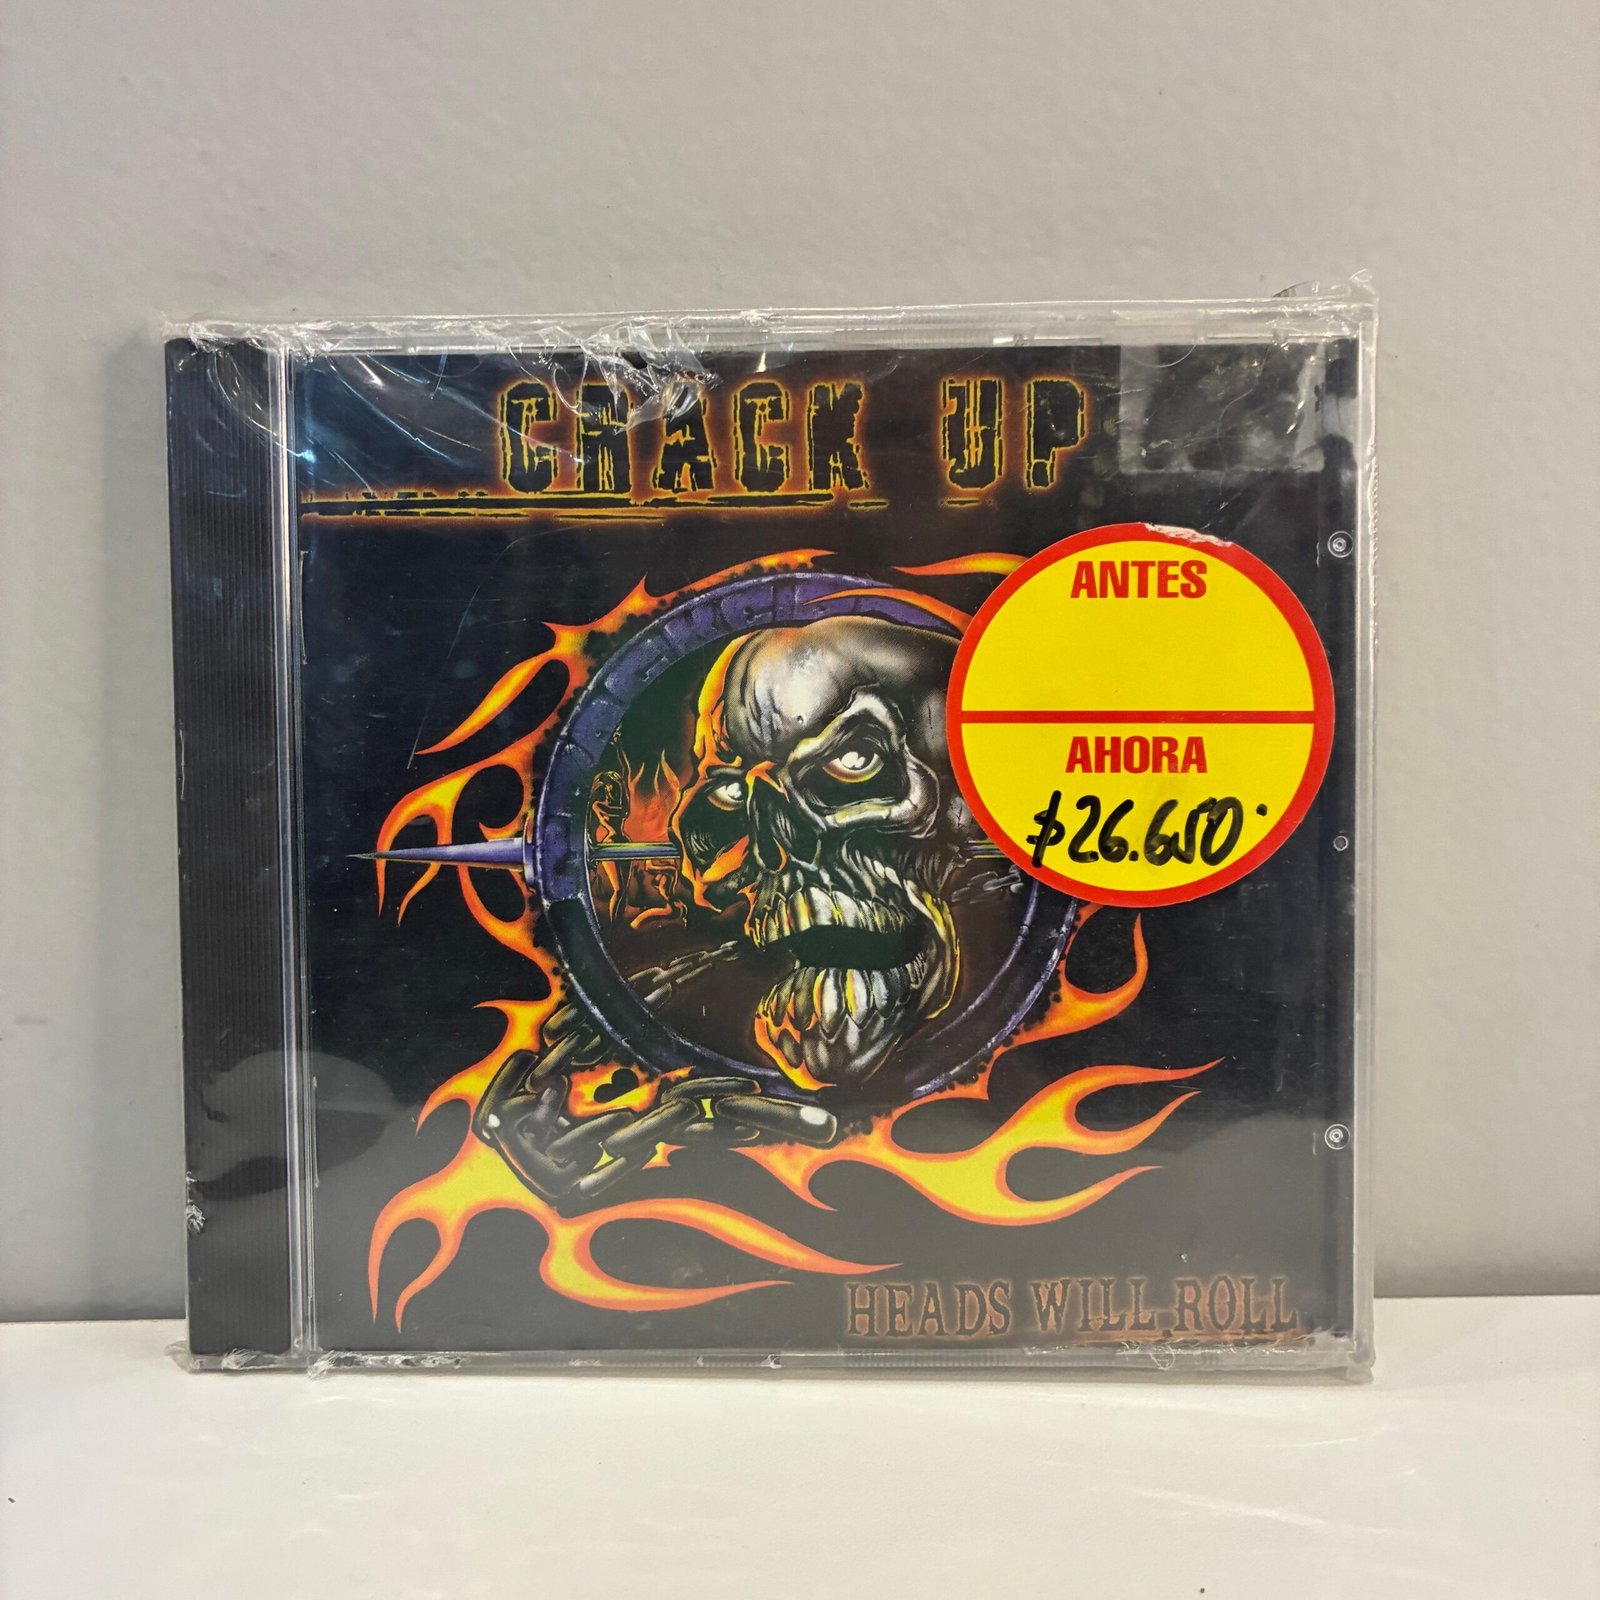 CRACK UP
ANTES
AHORA
$26.650
HEADS WILL ROLL